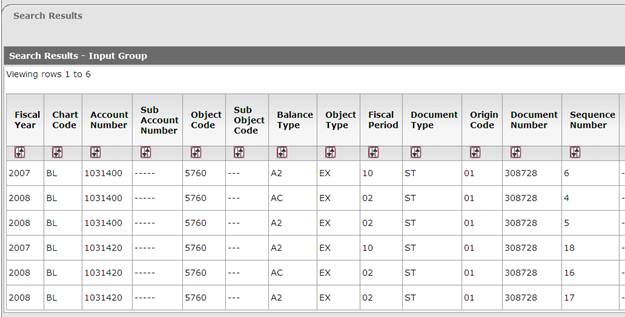 Search Results
Search Results - Input Group
Viewing rows 1 to 6
Fiscal Year Chart Code Account Number Sub Account Number Object Code Sub Object Code Balance Type Object Type Fiscal Period Document Type Origin Code Document Number Sequence Number
2007 BL 1031400 ----- 5760 --- A2 EX 10 ST 01 308728 6 -
2008 BL 1031400 ----- 5760 --- AC EX 02 ST 01 308728 4 -
2008 BL 1031400 ----- 5760 --- A2 EX 02 ST 01 308728 5 -
2007 BL 1031420 ----- 5760 --- A2 EX 10 ST 01 308728 18 -
2008 BL 1031420 ----- 5760 --- AC EX 02 ST 01 308728 16 -
2008 BL 1031420 ----- 5760 --- A2 EX 02 ST 01 308728 17 -